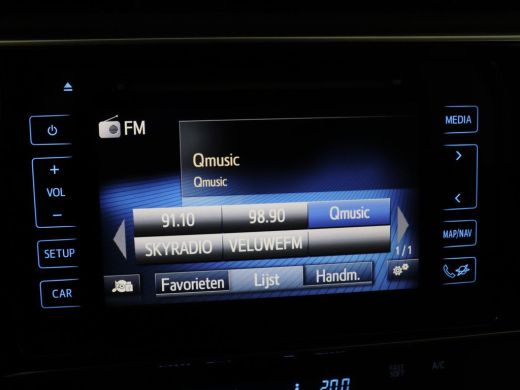 FM
MEDIA
Qmusic
VOL
Qmusic
91.10 98.90 Qmusic
SKYRADIO VELUWEFM
MAP/NAV
SETUP
1/1
Favorieten Lijst Handm.
CAR
FAST
A/C
20.0